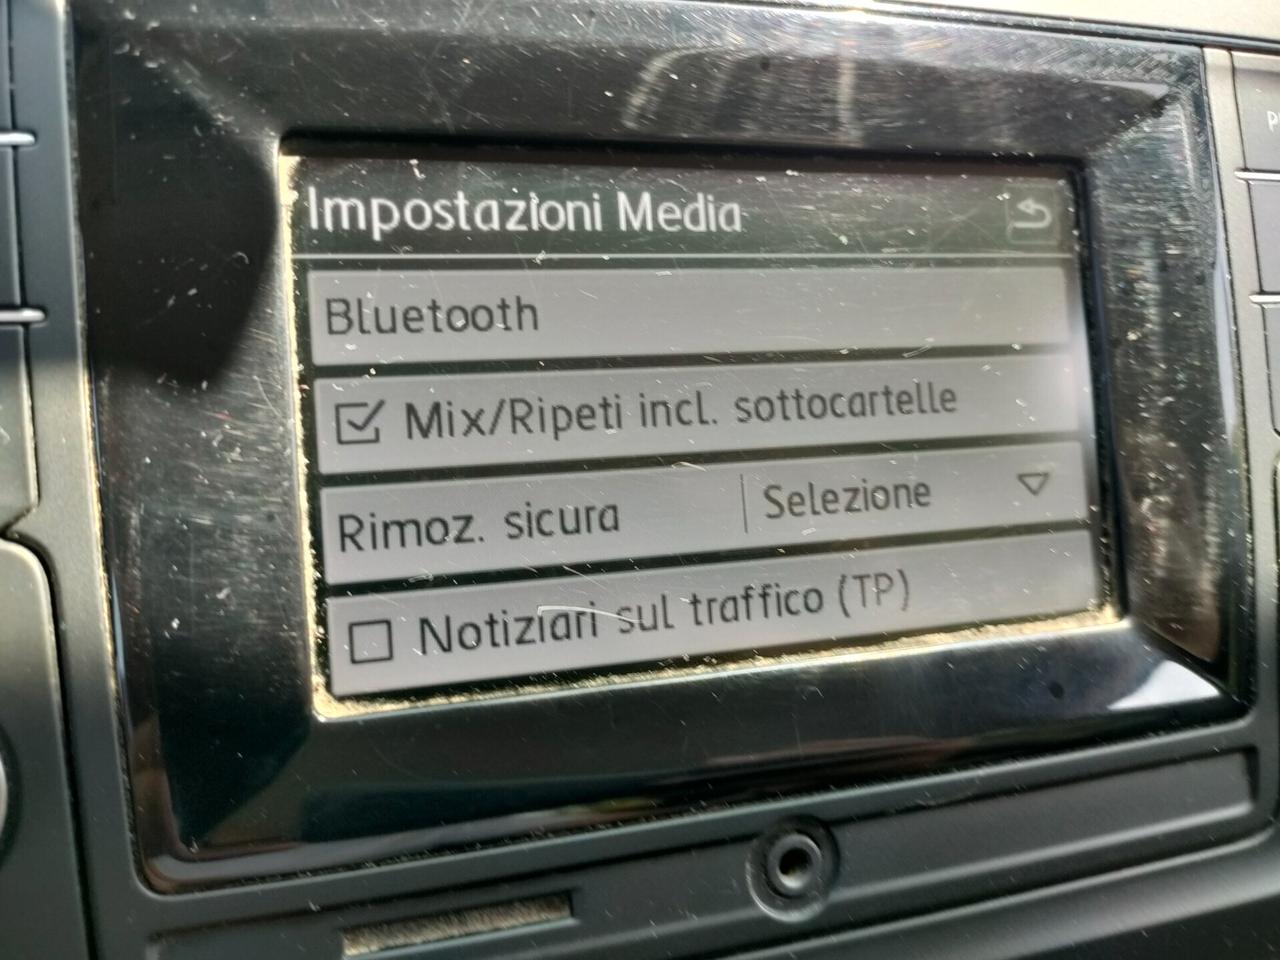 Impostazioni Media
Bluetooth
Mix/Ripeti incl. sottocartelle
Rimoz. sicura Selezione
Notiziari sul traffico (TP)